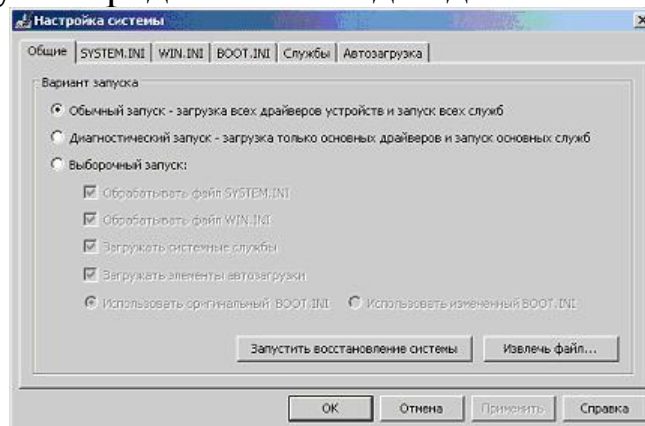 Настройка системы
Общие SYSTEM.INI WIN.INI BOOT.INI Службы Автозагрузка
Вариант запуска
Обычный запуск - загрузка всех драйверов устройств и запуск всех служб
Диагностический запуск - загрузка только основных драйверов и запуск основных служб
Выборочный запуск:
Обрабатывать файл SYSTEM.INI
Обрабатывать файл WIN.INI
Загружать системные службы
Загружать элементы автозагрузки
Использовать оригинальный BOOT.INI Использовать измененный BOOT.INI
Запустить восстановление системы Извлечь файл...
ОК Отмена Применить Справка